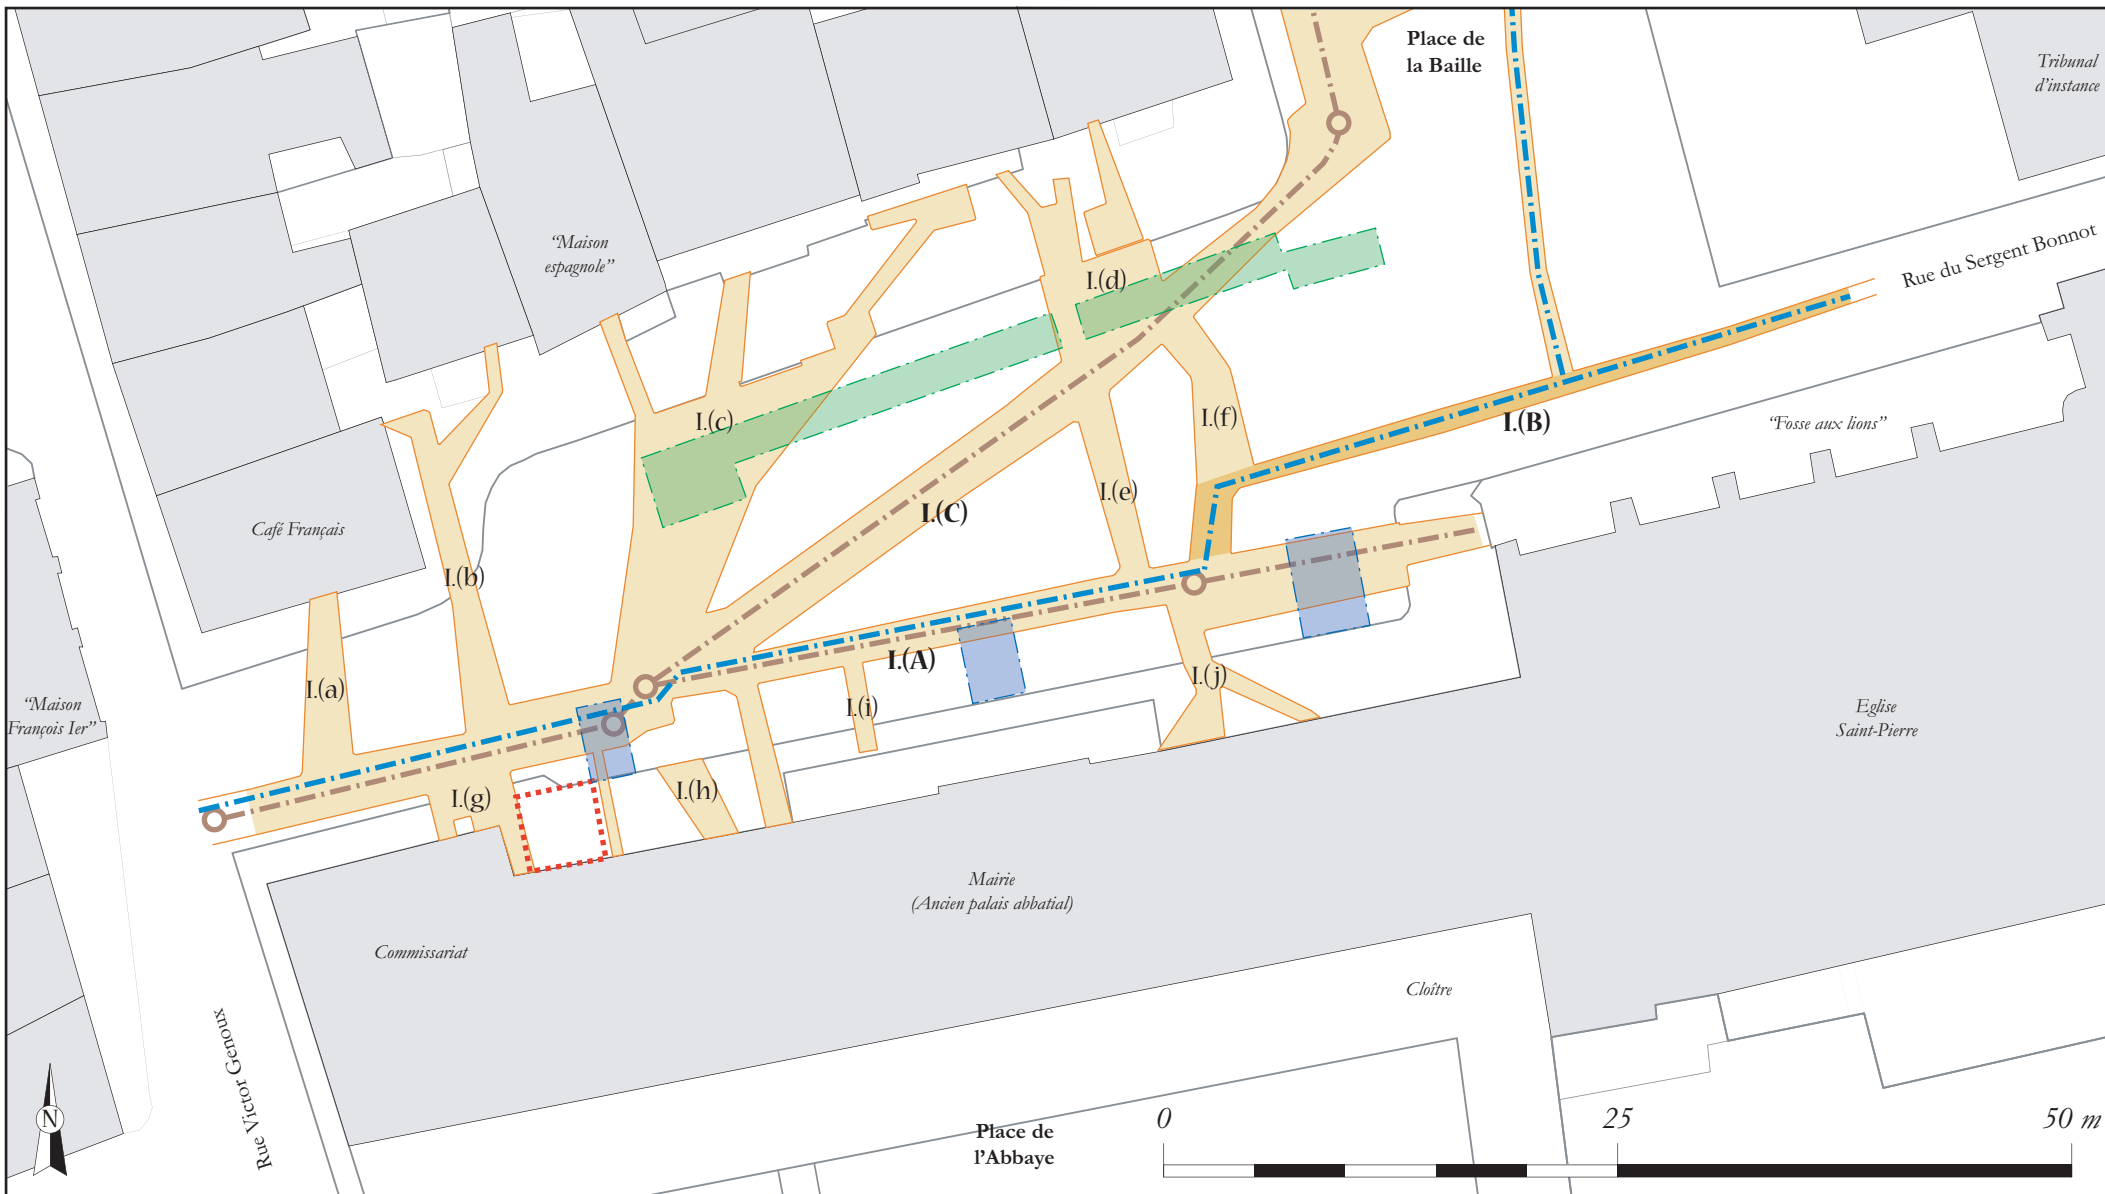 Place de
la Baille
Tribunal
d'instance
Rue du Sergent Bonnot
"Maison
espagnole"
I.(d)
I.(c)
I.(f)
I.(B)
"Fosse aux lions"
Café Français
I.(e)
I.(C)
I.(b)
I.(a)
I.(A)
I.(j)
I.(i)
"Maison
François Ier"
Eglise
Saint-Pierre
I.(g)
I.(h)
Mairie
(Ancien palais abbatial)
Commissariat
Cloître
Rue Victor Genoux
N
Place de
l'Abbaye
0 25 50 m